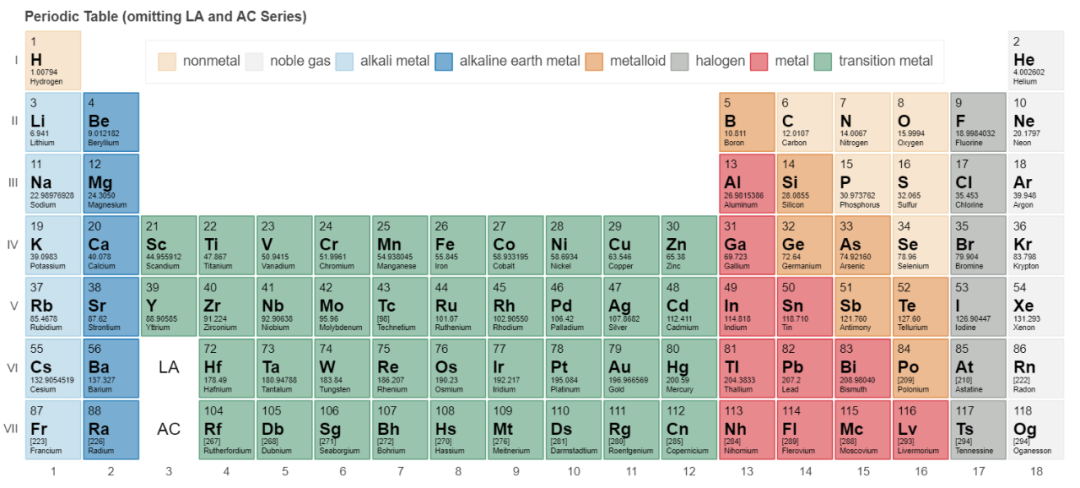 Periodic Table (omitting LA and AC Series)
nonmetal noble gas alkali metal alkaline earth metal metalloid halogen metal transition metal
I
1 2
H He
1.00794 4.002602
Hydrogen Helium
II
3 4 5 6 7 8 9 10
Li Be B C N O F Ne
6.941 9.012182 10.811 12.0107 14.0067 15.9994 18.9984032 20.1797
Lithium Beryllium Boron Carbon Nitrogen Oxygen Fluorine Neon
III
11 12 13 14 15 16 17 18
Na Mg Al Si P S Cl Ar
22.98976928 24.3050 26.9815386 28.0855 30.973762 32.065 35.453 39.948
Sodium Magnesium Aluminum Silicon Phosphorus Sulfur Chlorine Argon
IV
19 20 21 22 23 24 25 26 27 28 29 30 31 32 33 34 35 36
K Ca Sc Ti V Cr Mn Fe Co Ni Cu Zn Ga Ge As Se Br Kr
39.0983 40.078 44.955912 47.867 50.9415 51.9961 54.938045 55.845 58.933195 58.6934 63.546 65.38 69.723 72.64 74.92160 78.96 79.904 83.798
Potassium Calcium Scandium Titanium Vanadium Chromium Manganese Iron Cobalt Nickel Copper Zinc Gallium Germanium Arsenic Selenium Bromine Krypton
V
37 38 39 40 41 42 43 44 45 46 47 48 49 50 51 52 53 54
Rb Sr Y Zr Nb Mo Tc Ru Rh Pd Ag Cd In Sn Sb Te I Xe
85.4678 87.62 88.90585 91.224 92.90638 95.96 [98] 101.07 102.90550 106.42 107.8682 112.411 114.818 118.710 121.760 127.60 126.90447 131.293
Rubidium Strontium Yttrium Zirconium Niobium Molybdenum Technetium Ruthenium Rhodium Palladium Silver Cadmium Indium Tin Antimony Tellurium Iodine Xenon
VI
55 56 72 73 74 75 76 77 78 79 80 81 82 83 84 85 86
Cs Ba LA Hf Ta W Re Os Ir Pt Au Hg Tl Pb Bi Po At Rn
132.9054519 137.327 178.49 180.94788 183.84 186.207 190.23 192.217 195.084 196.966569 200.59 204.3833 207.2 208.98040 [209] [210] [222]
Cesium Barium Hafnium Tantalum Tungsten Rhenium Osmium Iridium Platinum Gold Mercury Thallium Lead Bismuth Polonium Astatine Radon
VII
87 88 104 105 106 107 108 109 110 111 112 113 114 115 116 117 118
Fr Ra AC Rf Db Sg Bh Hs Mt Ds Rg Cn Nh Fl Mc Lv Ts Og
[223] [226] [267] [268] [271] [272] [270] [276] [281] [280] [285] [284] [289] [288] [293] [294] [294]
Francium Radium Rutherfordium Dubnium Seaborgium Bohrium Hassium Meitnerium Darmstadtium Roentgenium Copernicium Nihomium Flerovium Moscovium Livermorium Tennessine Oganesson
1 2 3 4 5 6 7 8 9 10 11 12 13 14 15 16 17 18